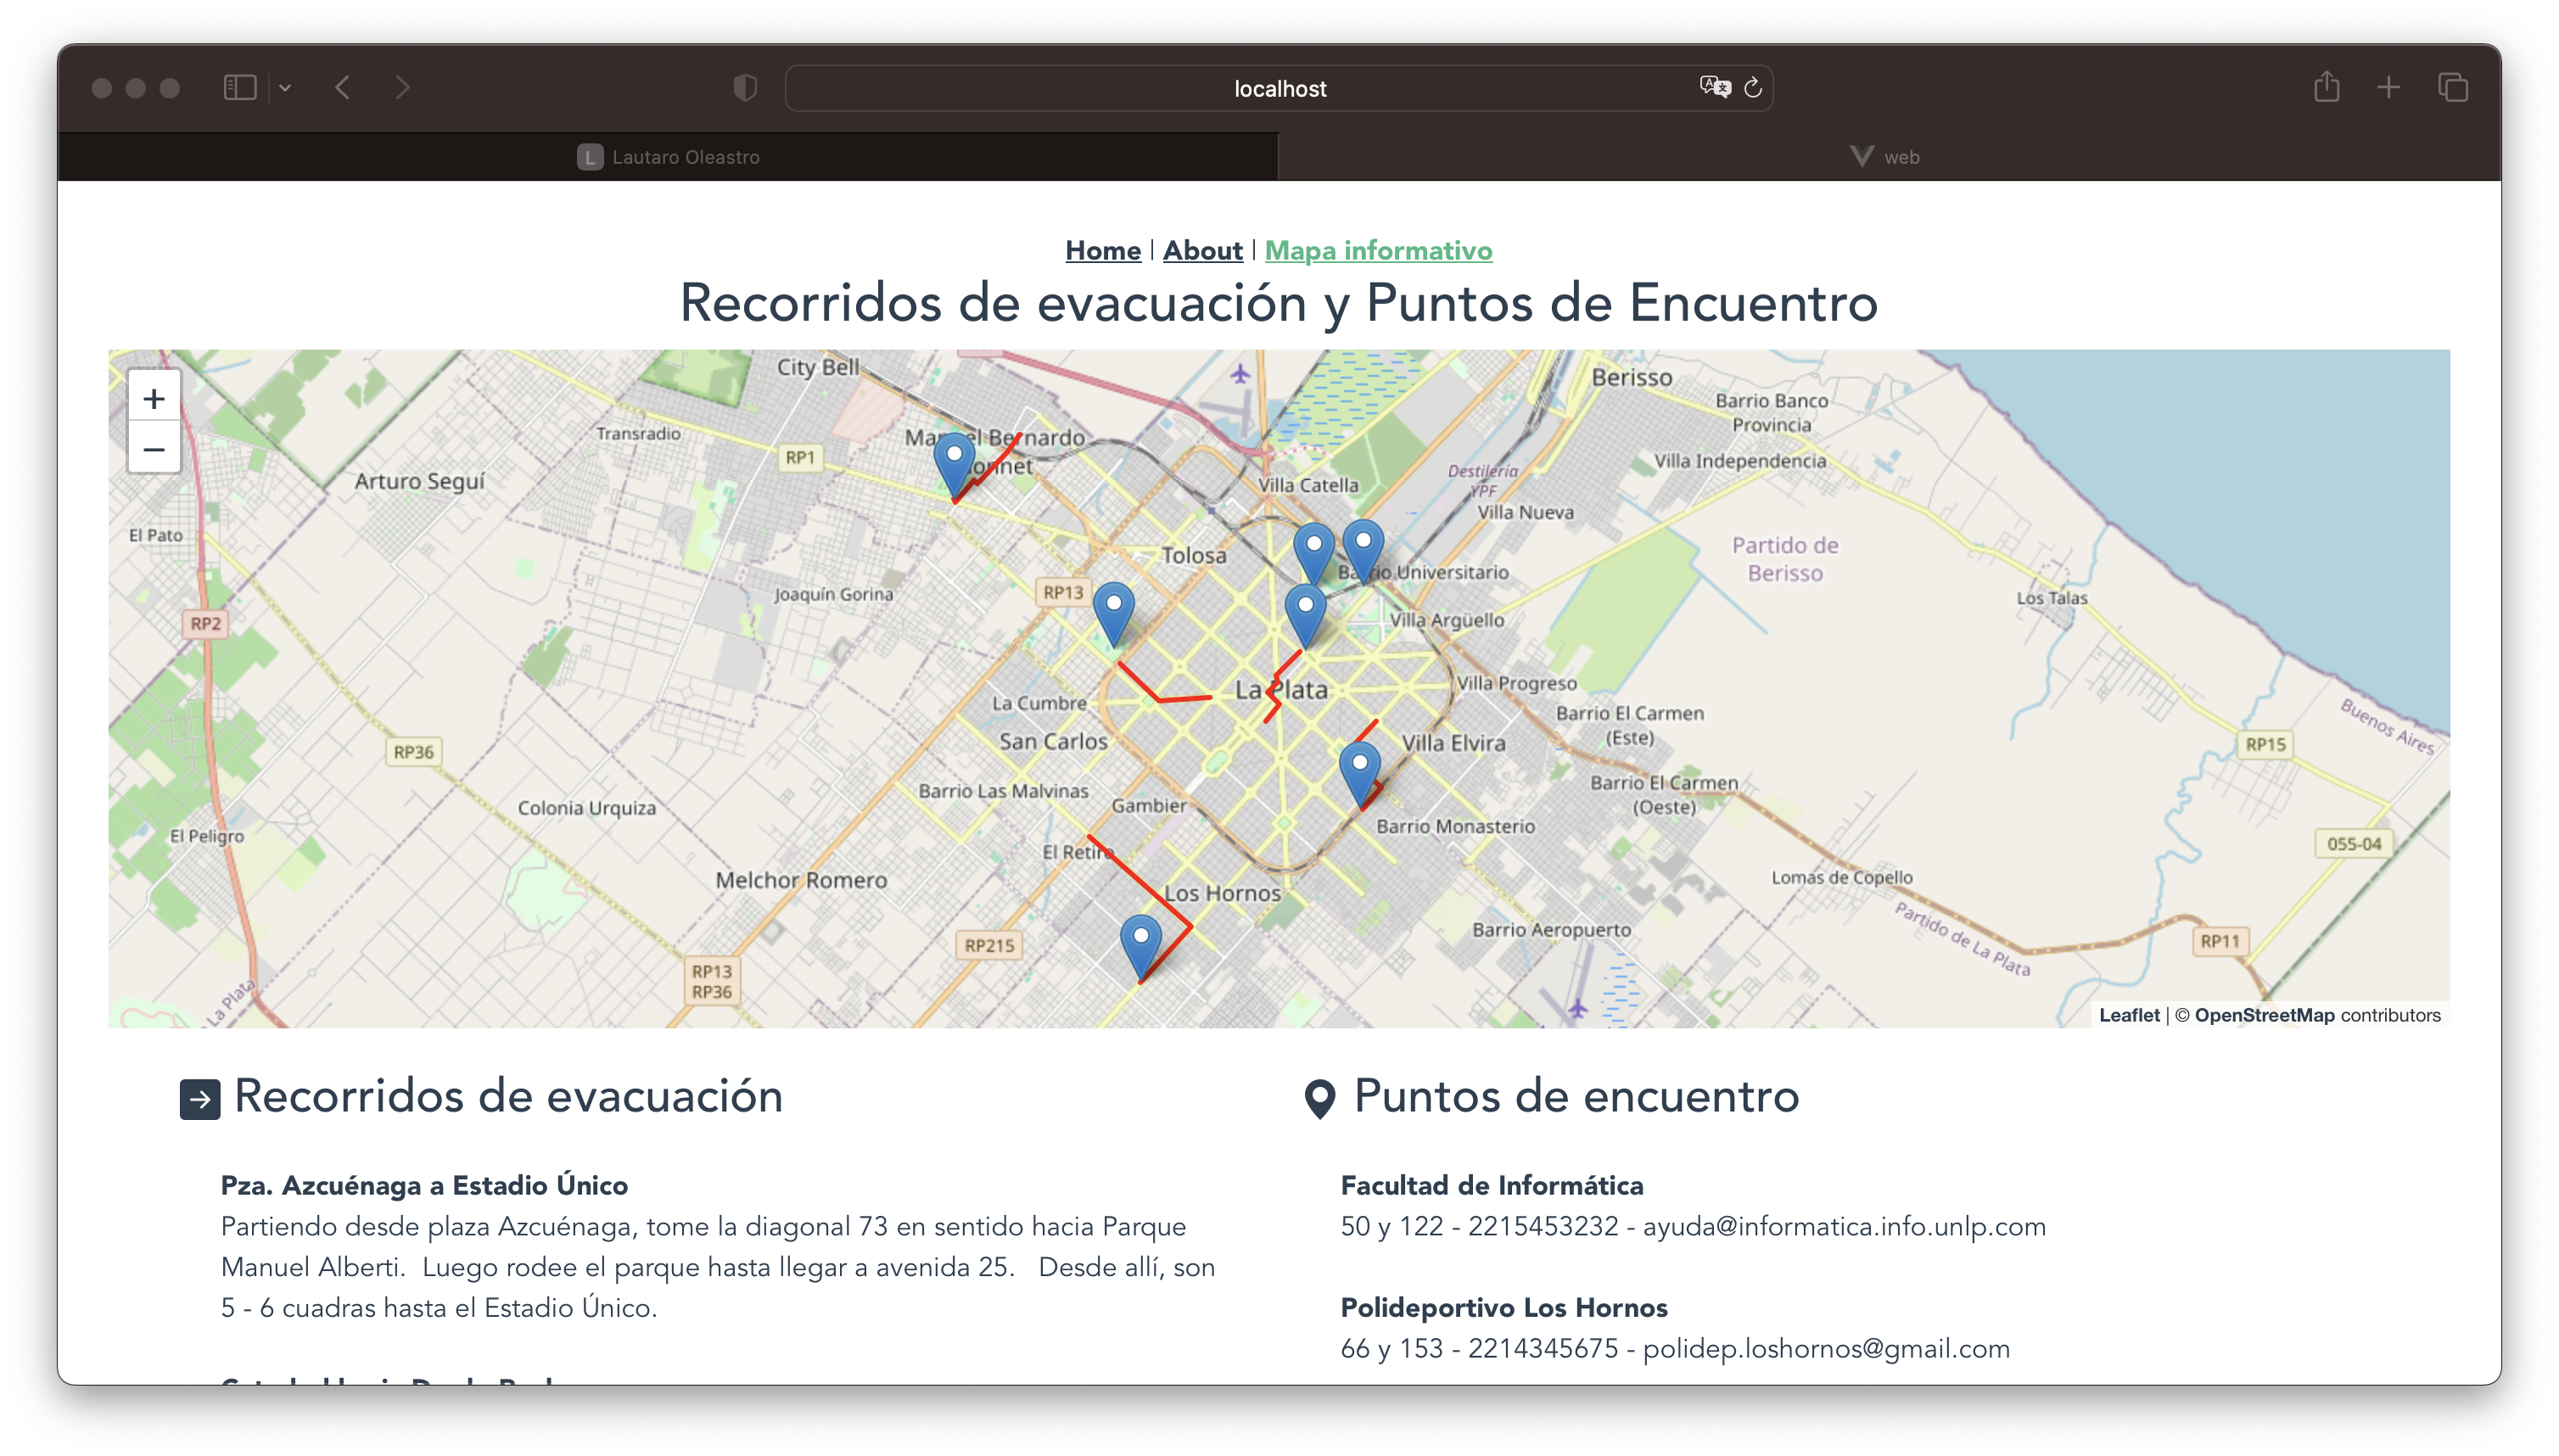 localhost
L Lautaro Oleastro
web
Home | About | Mapa informativo
Recorridos de evacuación y Puntos de Encuentro
+
−
City Bell
Berisso
Barrio Banco
Provincia
Transradio
RP1
Villa Independencia
Arturo Seguí
Villa Catella
Destilería
YPF
Villa Nueva
El Pato
Tolosa
Partido de
Berisso
Barrio Universitario
RP13
Joaquín Gorina
Los Talas
RP2
Villa Argüello
La Plata
Villa Progreso
La Cumbre
Barrio El Carmen
(Este)
San Carlos
Villa Elvira
Buenos Aires
RP15
RP36
Barrio El Carmen
(Oeste)
Barrio Las Malvinas
Gambier
Colonia Urquiza
Barrio Monasterio
El Peligro
055-04
El Retiro
Melchor Romero
Lomas de Copello
Los Hornos
Barrio Aeropuerto
Partido de La Plata
RP215
RP11
RP13
RP36
La Plata
Leaflet | © OpenStreetMap contributors
Recorridos de evacuación
Pza. Azcuénaga a Estadio Único
Partiendo desde plaza Azcuénaga, tome la diagonal 73 en sentido hacia Parque
Manuel Alberti. Luego rodee el parque hasta llegar a avenida 25. Desde allí, son
5 - 6 cuadras hasta el Estadio Único.
Puntos de encuentro
Facultad de Informática
50 y 122 - 2215453232 - ayuda@informatica.info.unlp.com
Polideportivo Los Hornos
66 y 153 - 2214345675 - polidep.loshornos@gmail.com